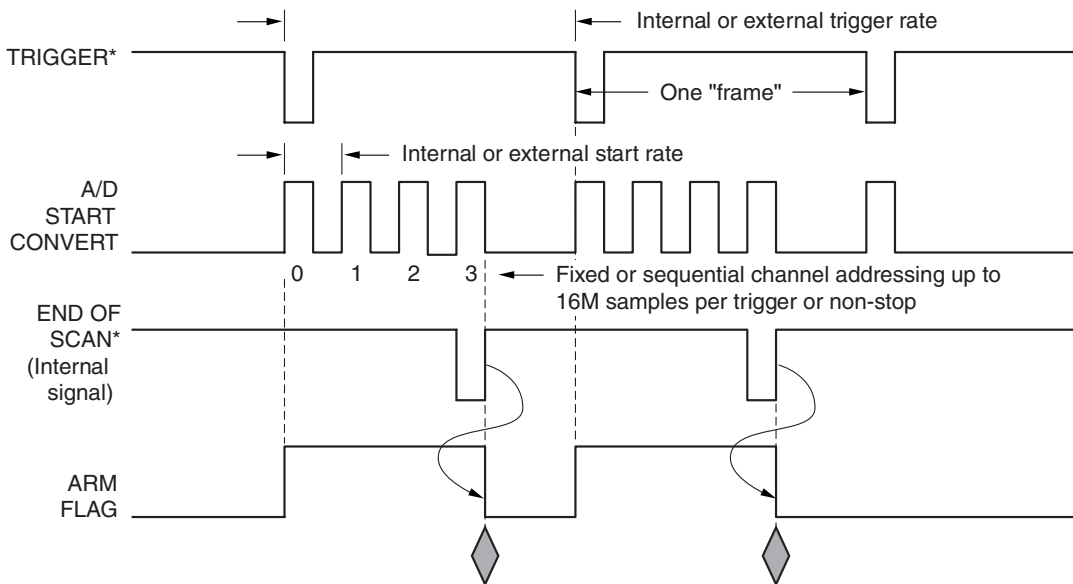 Internal or external trigger rate
TRIGGER*
One "frame"
Internal or external start rate
A/D
START
CONVERT
0 1 2 3
Fixed or sequential channel addressing up to
16M samples per trigger or non-stop
END OF
SCAN*
(Internal
signal)
ARM
FLAG